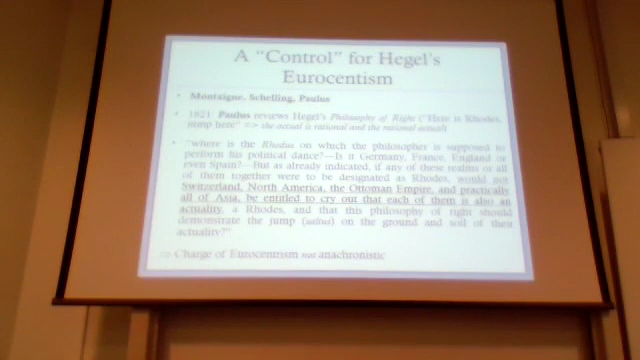 A "Control" for Hegel's
Eurocentism
• Montaigne, Schelling, Paulus
• 1821: Paulus reviews Hegel's Philosophy of Right ("Here is Rhodes,
jump here" => the actual is rational and the rational actual)
• "where is the Rhodus on which the philosopher is supposed to
perform his political dance?—Is it Germany, France, England or
even Spain?—But as already indicated, if any of these realms or all
of them together were to be designated as Rhodes, would not
Switzerland, North America, the Ottoman Empire, and practically
all of Asia, be entitled to cry out that each of them is also an
actuality, a Rhodes, and that this philosophy of right should
demonstrate the jump (saltus) on the ground and soil of their
actuality?"
=> Charge of Eurocentrism not anachronistic